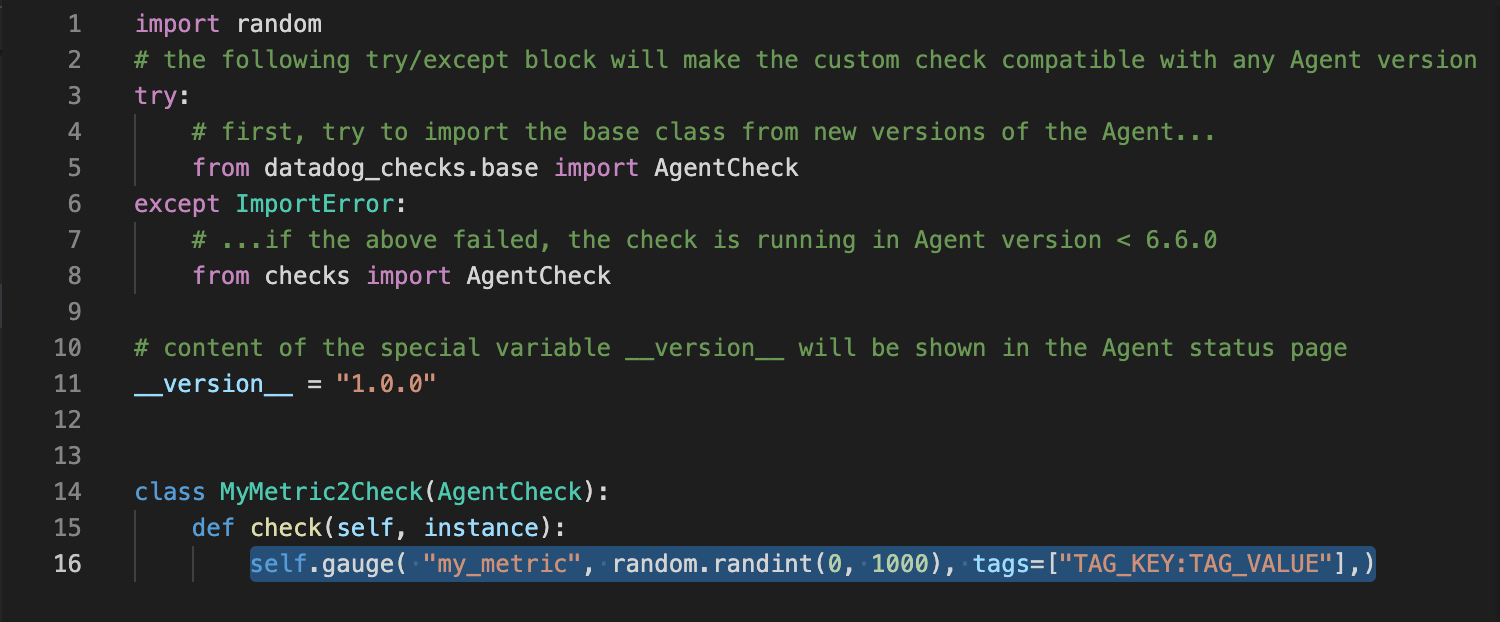 1 import random
2 # the following try/except block will make the custom check compatible with any Agent version
3 try:
4     # first, try to import the base class from new versions of the Agent...
5     from datadog_checks.base import AgentCheck
6 except ImportError:
7     # ...if the above failed, the check is running in Agent version < 6.6.0
8     from checks import AgentCheck
9
10 # content of the special variable __version__ will be shown in the Agent status page
11 __version__ = "1.0.0"
12
13
14 class MyMetric2Check(AgentCheck):
15     def check(self, instance):
16         self.gauge( "my_metric", random.randint(0, 1000), tags=["TAG_KEY:TAG_VALUE"],)